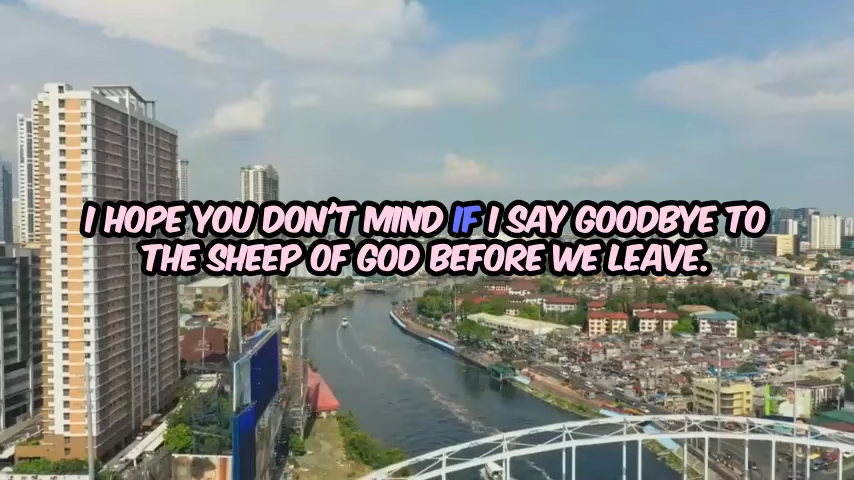 I HOPE YOU DON'T MIND IF I SAY GOODBYE TO
THE SHEEP OF GOD BEFORE WE LEAVE.